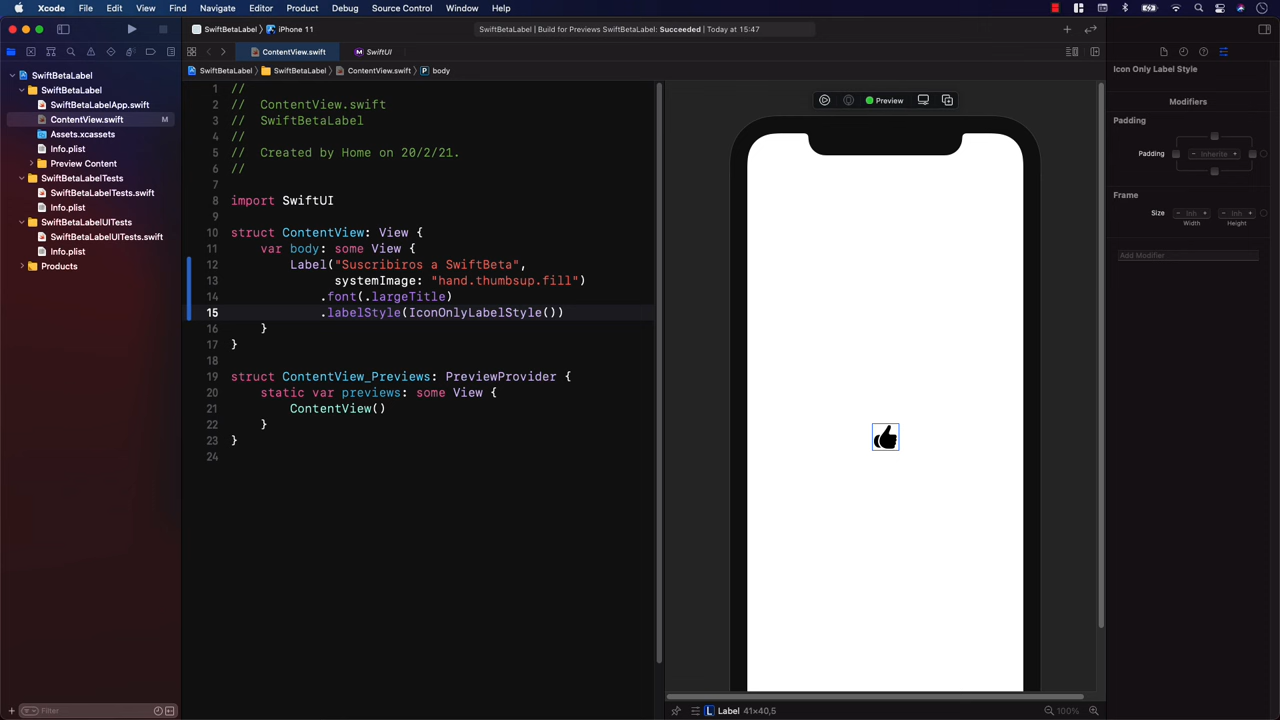 Xcode File Edit View Find Navigate Editor Product Debug Source Control Window Help
SwiftBetaLabel iPhone 11
SwiftBetaLabel | Build for Previews SwiftBetaLabel: Succeeded | Today at 15:47
ContentView.swift SwiftUI
SwiftBetaLabel SwiftBetaLabel ContentView.swift body
SwiftBetaLabel
SwiftBetaLabel
SwiftBetaLabelApp.swift
ContentView.swift M
Assets.xcassets
Info.plist
Preview Content
SwiftBetaLabelTests
SwiftBetaLabelTests.swift
Info.plist
SwiftBetaLabelUITests
SwiftBetaLabelUITests.swift
Info.plist
Products
Filter
1 //
2 // ContentView.swift
3 // SwiftBetaLabel
4 //
5 // Created by Home on 20/2/21.
6 //
7
8 import SwiftUI
9
10 struct ContentView: View {
11 var body: some View {
12 Label("Suscribiros a SwiftBeta",
13 systemImage: "hand.thumbsup.fill")
14 .font(.largeTitle)
15 .labelStyle(IconOnlyLabelStyle())
16 }
17 }
18
19 struct ContentView_Previews: PreviewProvider {
20 static var previews: some View {
21 ContentView()
22 }
23 }
24
Preview
Label 41×40,5
100%
Icon Only Label Style
Modifiers
Padding
Padding Inherite
Frame
Size Inh Inh
Width Height
Add Modifier